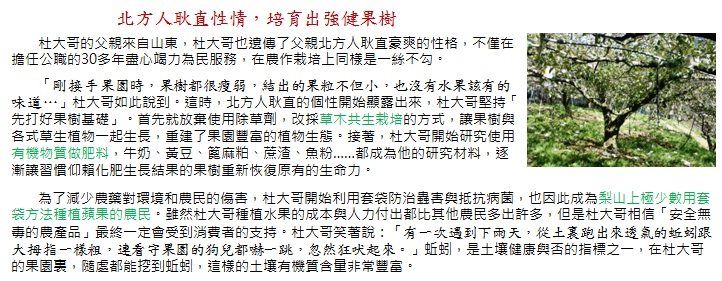 北方人耿直性情，培育出強健果樹
杜大哥的父親來自山東，杜大哥也遺傳了父親北方人耿直豪爽的性格，不僅在
擔任公職的30多年盡心竭力為民服務，在農作栽培上同樣是一絲不勾。
「剛接手果園時，果樹都很瘦弱，結出的果粒不但小，也沒有水果該有的
味道…」杜大哥如此說到。這時，北方人耿直的個性開始顯露出來，杜大哥堅持「
先打好果樹基礎」。首先就放棄使用除草劑，改採草木共生栽培的方式，讓果樹與
各式草生植物一起生長，重建了果園豐富的植物生態。接著，杜大哥開始研究使用
有機物質做肥料，牛奶、黃豆、蓖麻粕、蔗渣、魚粉......都成為他的研究材料，逐
漸讓習慣仰賴化肥生長結果的果樹重新恢復原有的生命力。
為了減少農藥對環境和農民的傷害，杜大哥開始利用套袋防治蟲害與抵抗病菌，也因此成為梨山上極少數用套
袋方法種植蘋果的農民。雖然杜大哥種植水果的成本與人力付出都比其他農民多出許多，但是杜大哥相信「安全無
毒的農產品」最終一定會受到消費者的支持。杜大哥笑著說：「有一次遇到下雨天，從土裏跑出來透氣的蚯蚓跟
大拇指一樣粗，連看守果園的狗兒都嚇一跳，忽然狂吠起來。」蚯蚓，是土壤健康與否的指標之一，在杜大哥
的果園裏，隨處都能挖到蚯蚓，這樣的土壤有機質含量非常豐富。